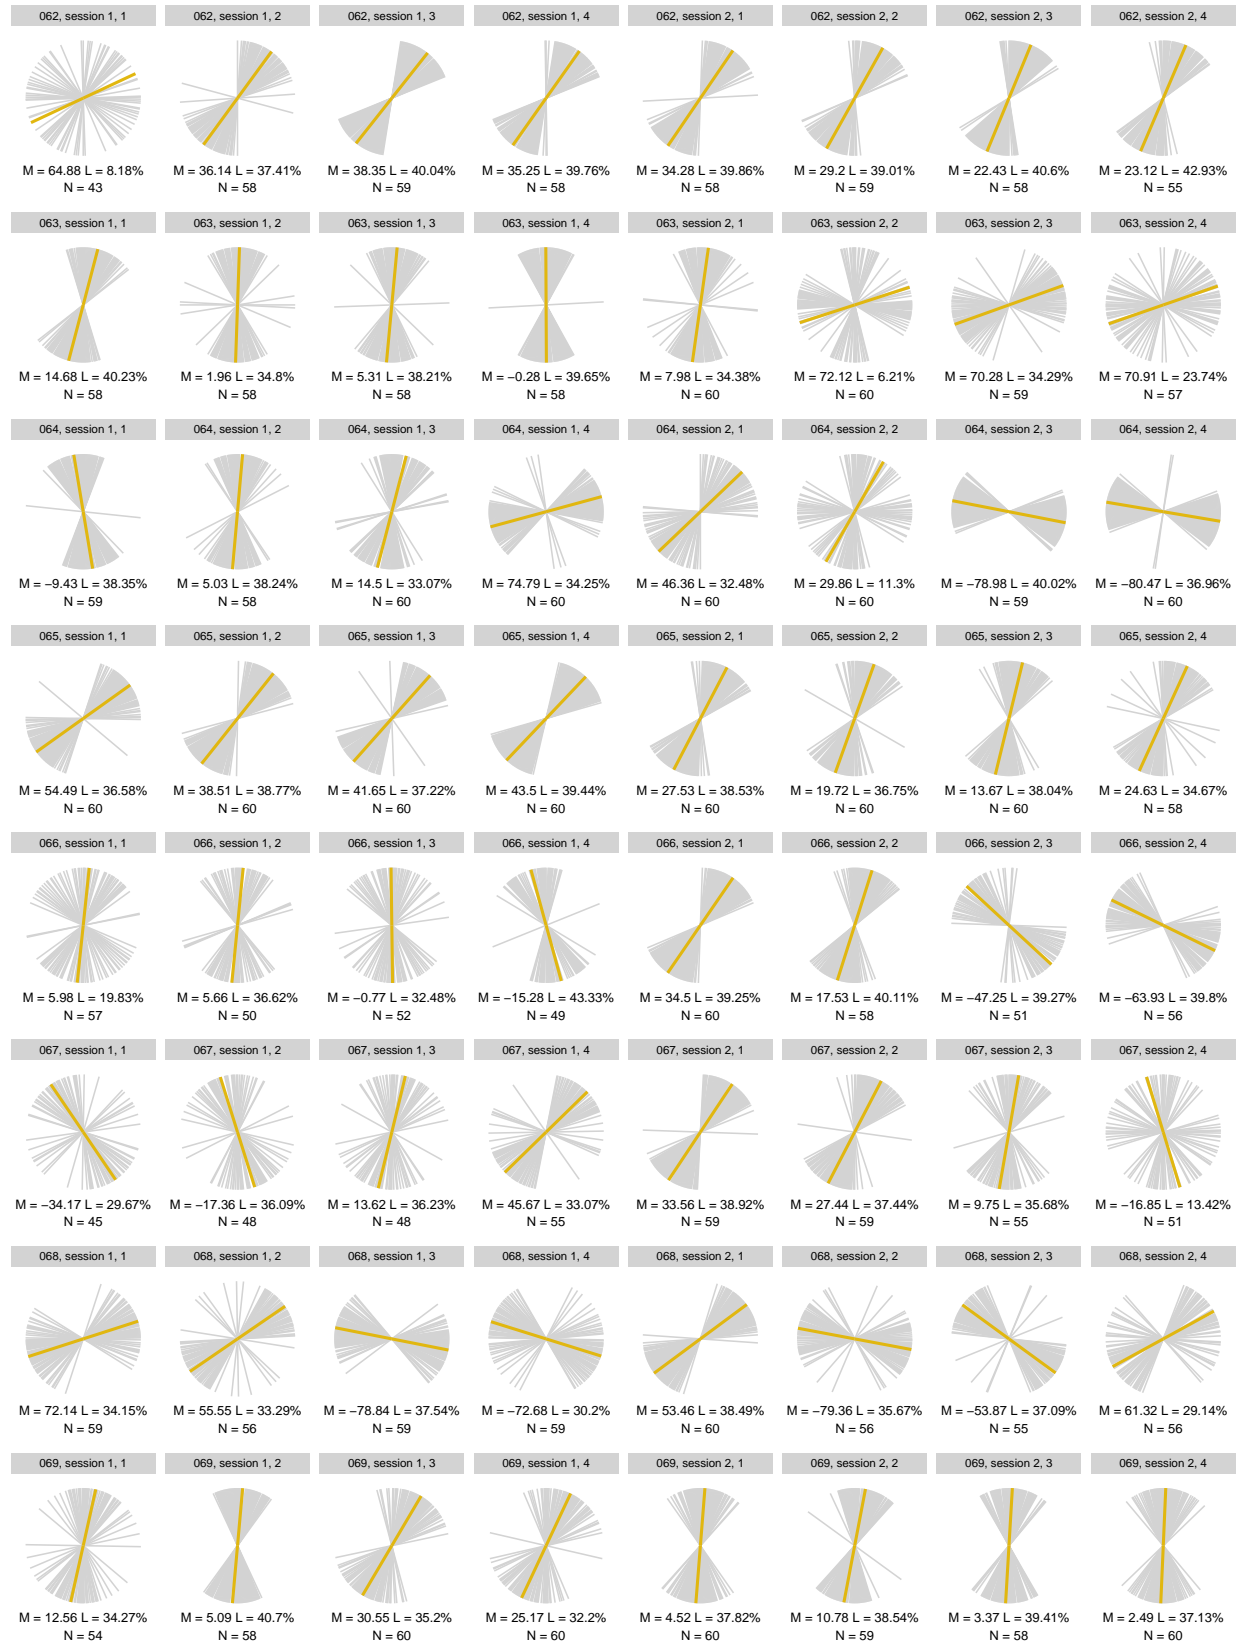 062, session 1, 1
062, session 1, 2
062, session 1, 3
062, session 1, 4
062, session 2, 1
062, session 2, 2
062, session 2, 3
062, session 2, 4
M = 64.88 L = 8.18%
N = 43
M = 36.14 L = 37.41%
N = 58
M = 38.35 L = 40.04%
N = 59
M = 35.25 L = 39.76%
N = 58
M = 34.28 L = 39.86%
N = 58
M = 29.2 L = 39.01%
N = 59
M = 22.43 L = 40.6%
N = 58
M = 23.12 L = 42.93%
N = 55
063, session 1, 1
063, session 1, 2
063, session 1, 3
063, session 1, 4
063, session 2, 1
063, session 2, 2
063, session 2, 3
063, session 2, 4
M = 14.68 L = 40.23%
N = 58
M = 1.96 L = 34.8%
N = 58
M = 5.31 L = 38.21%
N = 58
M = −0.28 L = 39.65%
N = 58
M = 7.98 L = 34.38%
N = 60
M = 72.12 L = 6.21%
N = 60
M = 70.28 L = 34.29%
N = 59
M = 70.91 L = 23.74%
N = 57
064, session 1, 1
064, session 1, 2
064, session 1, 3
064, session 1, 4
064, session 2, 1
064, session 2, 2
064, session 2, 3
064, session 2, 4
M = −9.43 L = 38.35%
N = 59
M = 5.03 L = 38.24%
N = 58
M = 14.5 L = 33.07%
N = 60
M = 74.79 L = 34.25%
N = 60
M = 46.36 L = 32.48%
N = 60
M = 29.86 L = 11.3%
N = 60
M = −78.98 L = 40.02%
N = 59
M = −80.47 L = 36.96%
N = 60
065, session 1, 1
065, session 1, 2
065, session 1, 3
065, session 1, 4
065, session 2, 1
065, session 2, 2
065, session 2, 3
065, session 2, 4
M = 54.49 L = 36.58%
N = 60
M = 38.51 L = 38.77%
N = 60
M = 41.65 L = 37.22%
N = 60
M = 43.5 L = 39.44%
N = 60
M = 27.53 L = 38.53%
N = 60
M = 19.72 L = 36.75%
N = 60
M = 13.67 L = 38.04%
N = 60
M = 24.63 L = 34.67%
N = 58
066, session 1, 1
066, session 1, 2
066, session 1, 3
066, session 1, 4
066, session 2, 1
066, session 2, 2
066, session 2, 3
066, session 2, 4
M = 5.98 L = 19.83%
N = 57
M = 5.66 L = 36.62%
N = 50
M = −0.77 L = 32.48%
N = 52
M = −15.28 L = 43.33%
N = 49
M = 34.5 L = 39.25%
N = 60
M = 17.53 L = 40.11%
N = 58
M = −47.25 L = 39.27%
N = 51
M = −63.93 L = 39.8%
N = 56
067, session 1, 1
067, session 1, 2
067, session 1, 3
067, session 1, 4
067, session 2, 1
067, session 2, 2
067, session 2, 3
067, session 2, 4
M = −34.17 L = 29.67%
N = 45
M = −17.36 L = 36.09%
N = 48
M = 13.62 L = 36.23%
N = 48
M = 45.67 L = 33.07%
N = 55
M = 33.56 L = 38.92%
N = 59
M = 27.44 L = 37.44%
N = 59
M = 9.75 L = 35.68%
N = 55
M = −16.85 L = 13.42%
N = 51
068, session 1, 1
068, session 1, 2
068, session 1, 3
068, session 1, 4
068, session 2, 1
068, session 2, 2
068, session 2, 3
068, session 2, 4
M = 72.14 L = 34.15%
N = 59
M = 55.55 L = 33.29%
N = 56
M = −78.84 L = 37.54%
N = 59
M = −72.68 L = 30.2%
N = 59
M = 53.46 L = 38.49%
N = 60
M = −79.36 L = 35.67%
N = 56
M = −53.87 L = 37.09%
N = 55
M = 61.32 L = 29.14%
N = 56
069, session 1, 1
069, session 1, 2
069, session 1, 3
069, session 1, 4
069, session 2, 1
069, session 2, 2
069, session 2, 3
069, session 2, 4
M = 12.56 L = 34.27%
N = 54
M = 5.09 L = 40.7%
N = 58
M = 30.55 L = 35.2%
N = 60
M = 25.17 L = 32.2%
N = 60
M = 4.52 L = 37.82%
N = 60
M = 10.78 L = 38.54%
N = 59
M = 3.37 L = 39.41%
N = 58
M = 2.49 L = 37.13%
N = 60